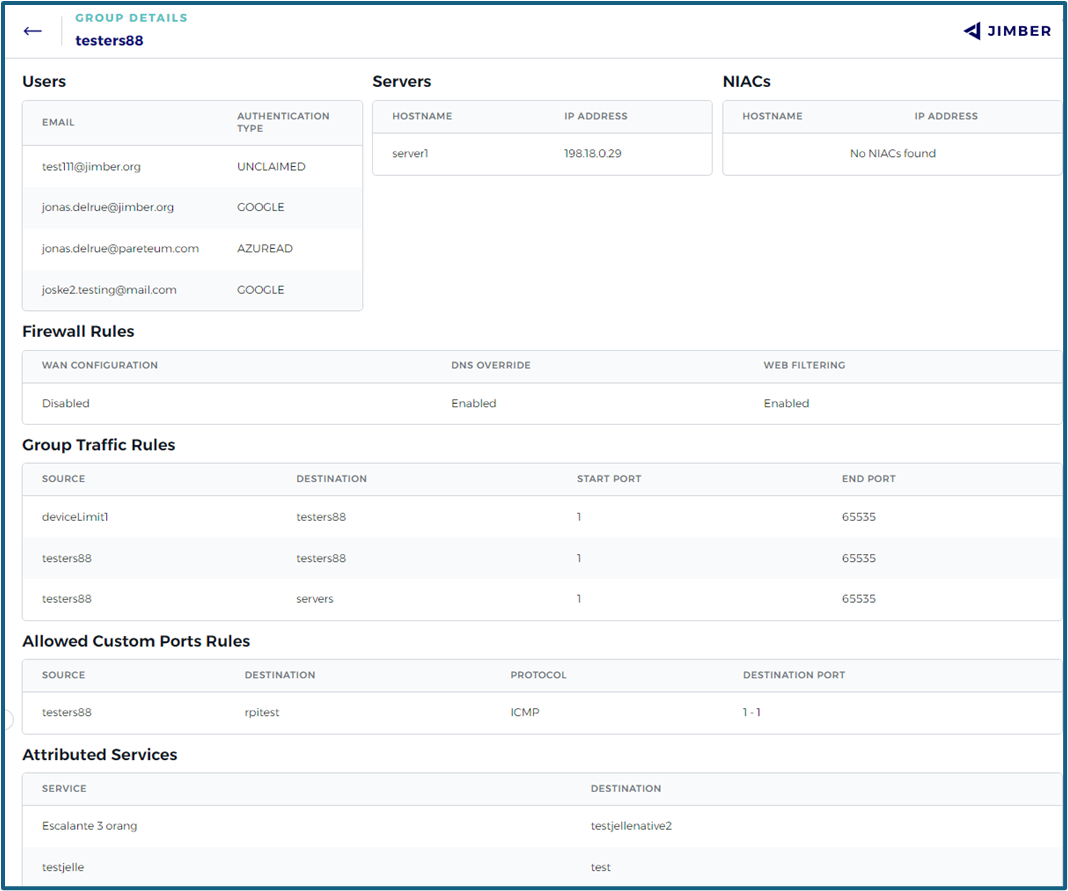 GROUP DETAILS
testers88
JIMBER
Users
EMAIL AUTHENTICATION TYPE
test111@jimber.org UNCLAIMED
jonas.delrue@jimber.org GOOGLE
jonas.delrue@pareteum.com AZUREAD
joske2.testing@mail.com GOOGLE
Servers
HOSTNAME IP ADDRESS
server1 198.18.0.29
NIACs
HOSTNAME IP ADDRESS
No NIACs found
Firewall Rules
WAN CONFIGURATION DNS OVERRIDE WEB FILTERING
Disabled Enabled Enabled
Group Traffic Rules
SOURCE DESTINATION START PORT END PORT
deviceLimit1 testers88 1 65535
testers88 testers88 1 65535
testers88 servers 1 65535
Allowed Custom Ports Rules
SOURCE DESTINATION PROTOCOL DESTINATION PORT
testers88 rpitest ICMP 1 - 1
Attributed Services
SERVICE DESTINATION
Escalante 3 orang testjellenative2
testjelle test